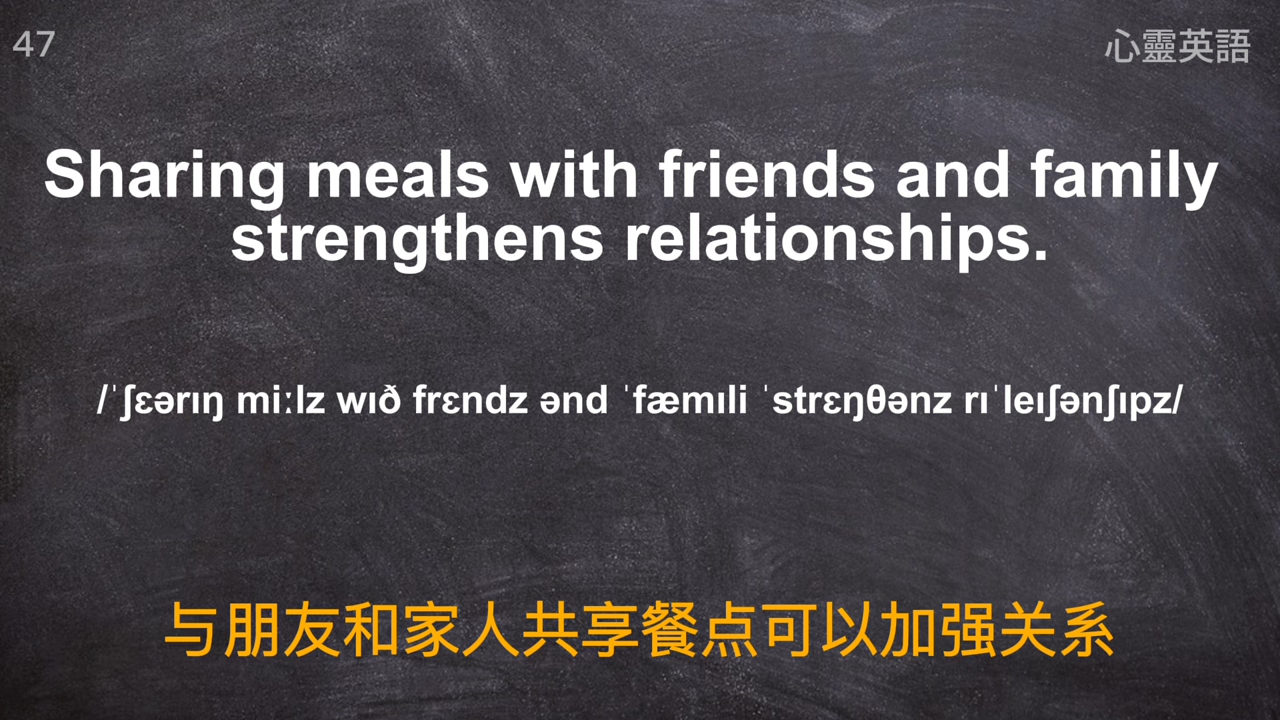 47
心靈英語
Sharing meals with friends and family
strengthens relationships.
/ˈʃɛərɪŋ miːlz wɪð frɛndz ənd ˈfæmɪli ˈstrɛŋθənz rɪˈleɪʃənʃɪpz/
与朋友和家人共享餐点可以加强关系